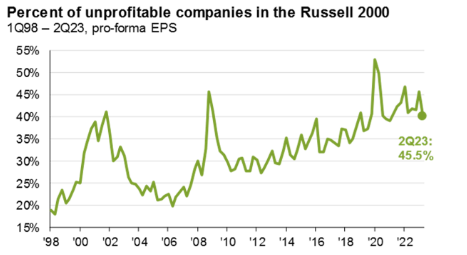 Percent of unprofitable companies in the Russell 2000
1Q98 – 2Q23, pro-forma EPS
55%
50%
45%
40%
35%
30%
25%
20%
15%
2Q23:
45.5%
'98 '00 '02 '04 '06 '08 '10 '12 '14 '16 '18 '20 '22